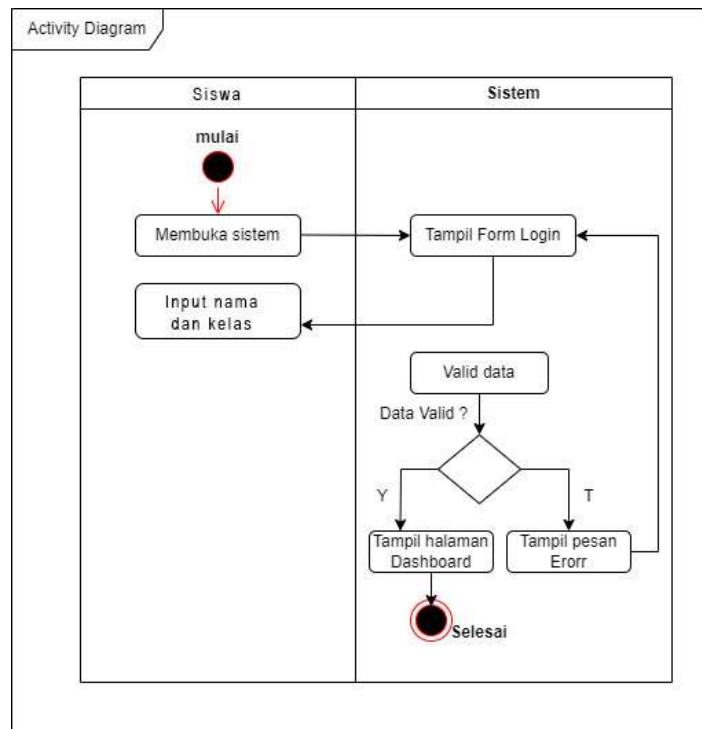 Activity Diagram
Siswa
Sistem
mulai
Membuka sistem
Tampil Form Login
Input nama
dan kelas
Valid data
Data Valid ?
Y
T
Tampil halaman
Dashboard
Tampil pesan
Erorr
Selesai